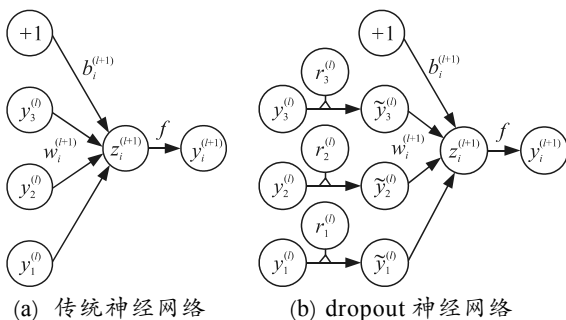 +1
b_i^{(l+1)}
y_3^{(l)}
w_i^{(l+1)}
z_i^{(l+1)}
f
y_i^{(l+1)}
y_2^{(l)}
y_1^{(l)}
(a) 传统神经网络
+1
b_i^{(l+1)}
r_3^{(l)}
y_3^{(l)}
ỹ_3^{(l)}
w_i^{(l+1)}
z_i^{(l+1)}
f
y_i^{(l+1)}
r_2^{(l)}
y_2^{(l)}
ỹ_2^{(l)}
r_1^{(l)}
y_1^{(l)}
ỹ_1^{(l)}
(b) dropout 神经网络